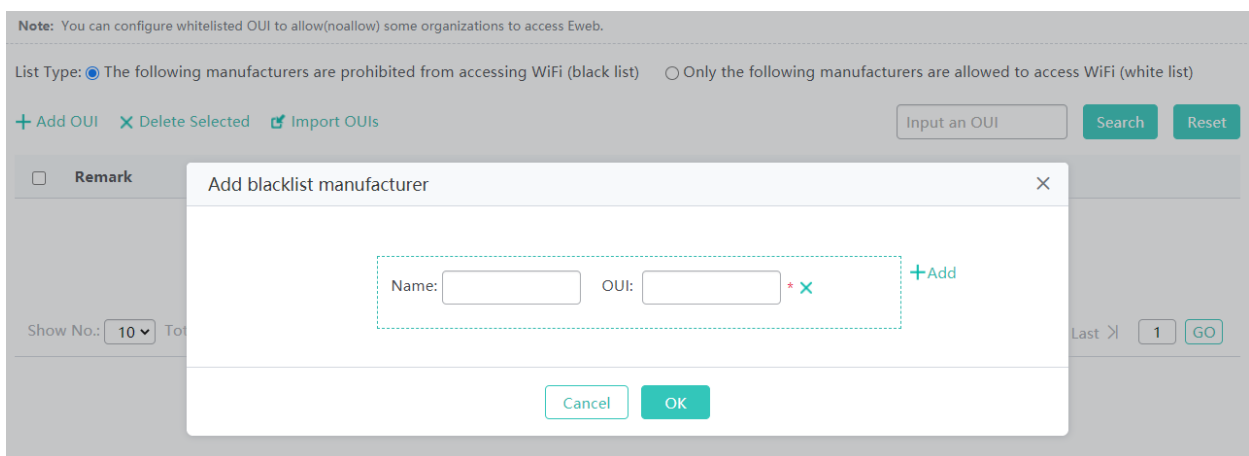 Note: You can configure whitelisted OUI to allow(noallow) some organizations to access Eweb.
List Type: The following manufacturers are prohibited from accessing WiFi (black list) Only the following manufacturers are allowed to access WiFi (white list)
Add OUI Delete Selected Import OUIs Input an OUI Search Reset
Remark
Add blacklist manufacturer
Name: OUI: * Add
Show No.: 10 Last 1 GO
Cancel OK